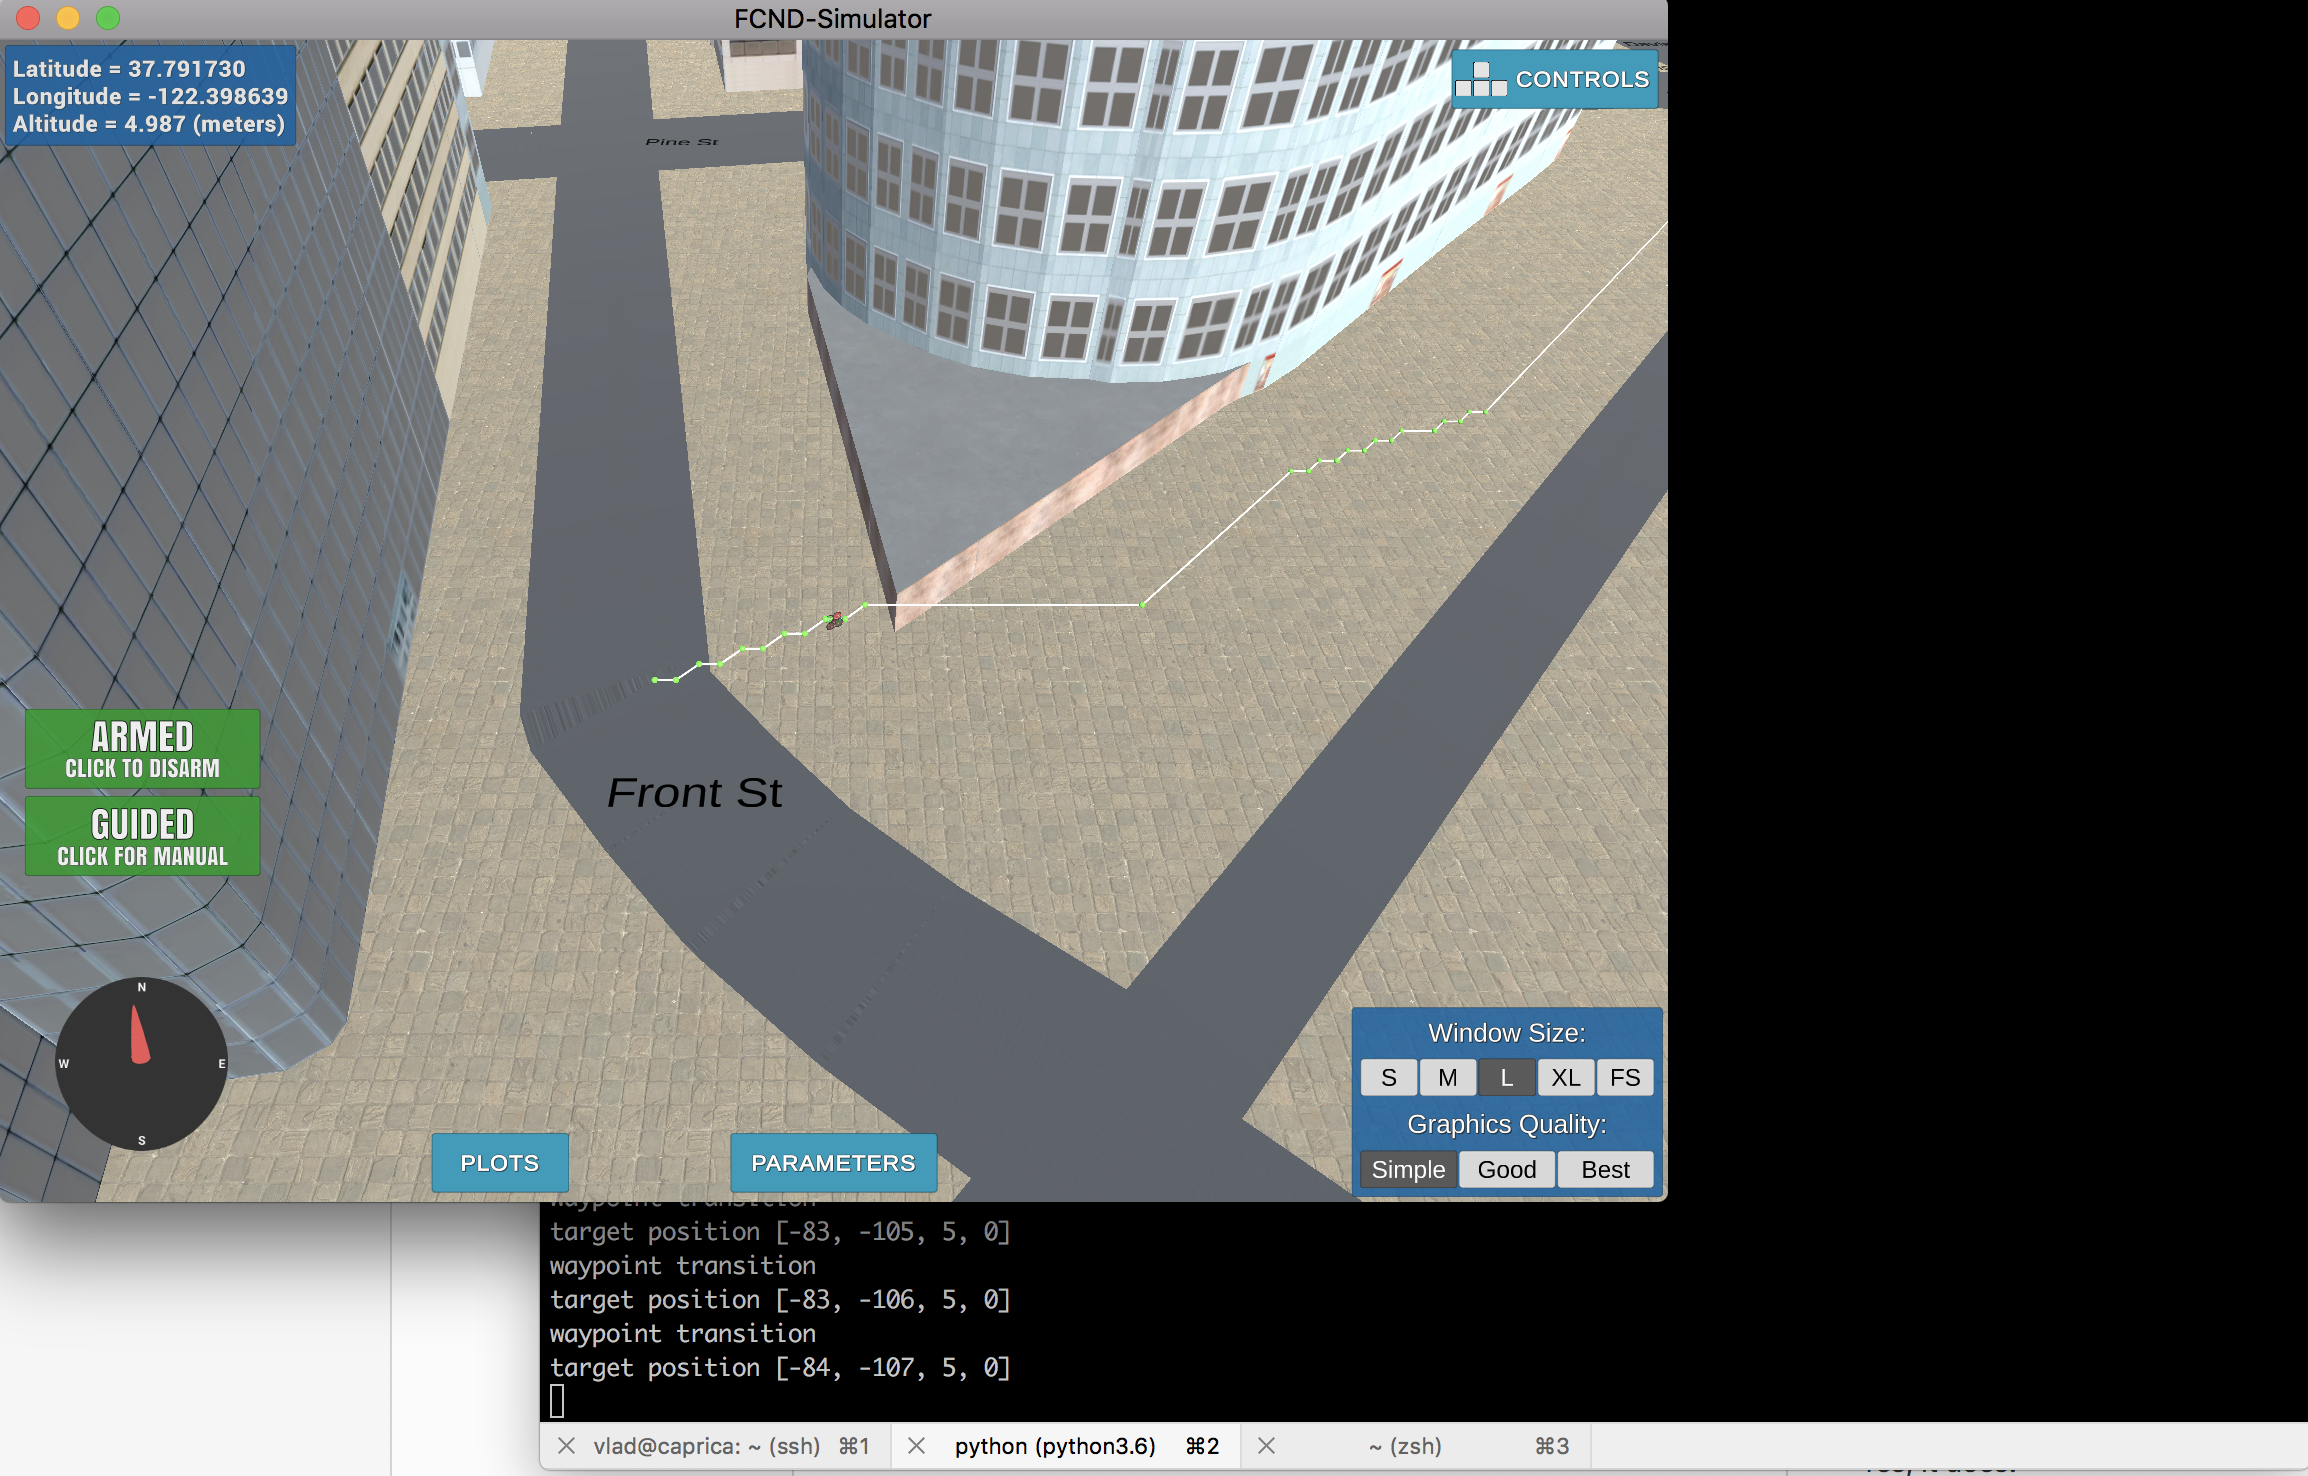 FCND-Simulator
Latitude = 37.791730
Longitude = -122.398639
Altitude = 4.987 (meters)
CONTROLS
Pine St
Front St
ARMED
CLICK TO DISARM
GUIDED
CLICK FOR MANUAL
N
W E
S
PLOTS
PARAMETERS
Window Size:
S M L XL FS
Graphics Quality:
Simple Good Best
waypoint transition
target position [-83, -105, 5, 0]
waypoint transition
target position [-83, -106, 5, 0]
waypoint transition
target position [-84, -107, 5, 0]
vlad@caprica: ~ (ssh) ⌘1
python (python3.6) ⌘2
~ (zsh) ⌘3